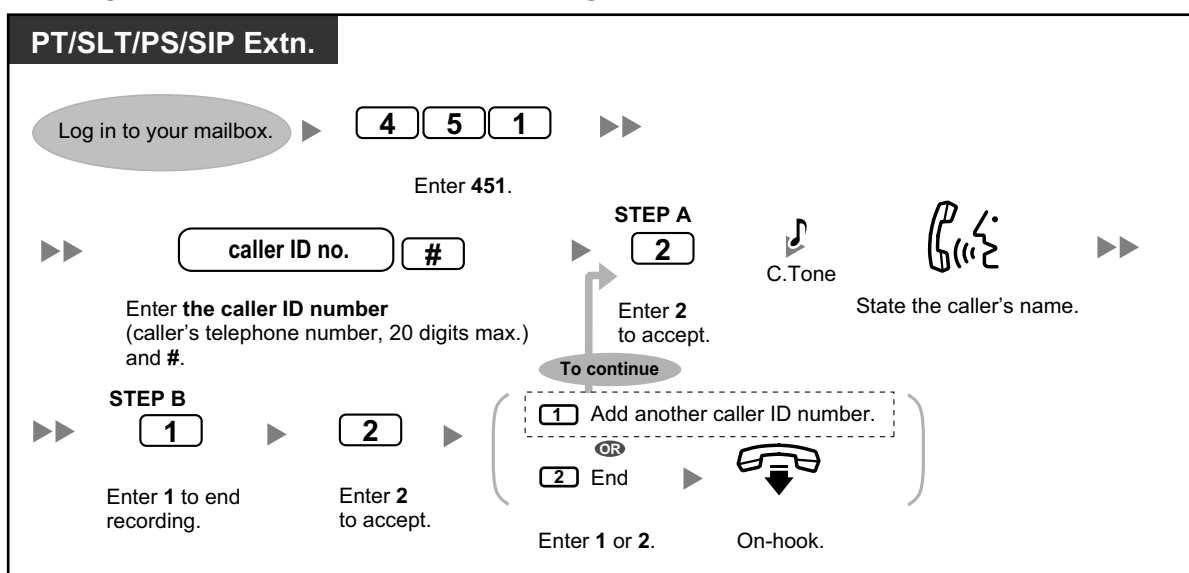 PT/SLT/PS/SIP Extn.
Log in to your mailbox.
4 5 1
Enter 451.
caller ID no. #
Enter the caller ID number
(caller's telephone number, 20 digits max.)
and #.
STEP A
2
Enter 2
to accept.
C.Tone
State the caller's name.
STEP B
1
Enter 1 to end
recording.
2
Enter 2
to accept.
To continue
1 Add another caller ID number.
OR
2 End
Enter 1 or 2.
On-hook.